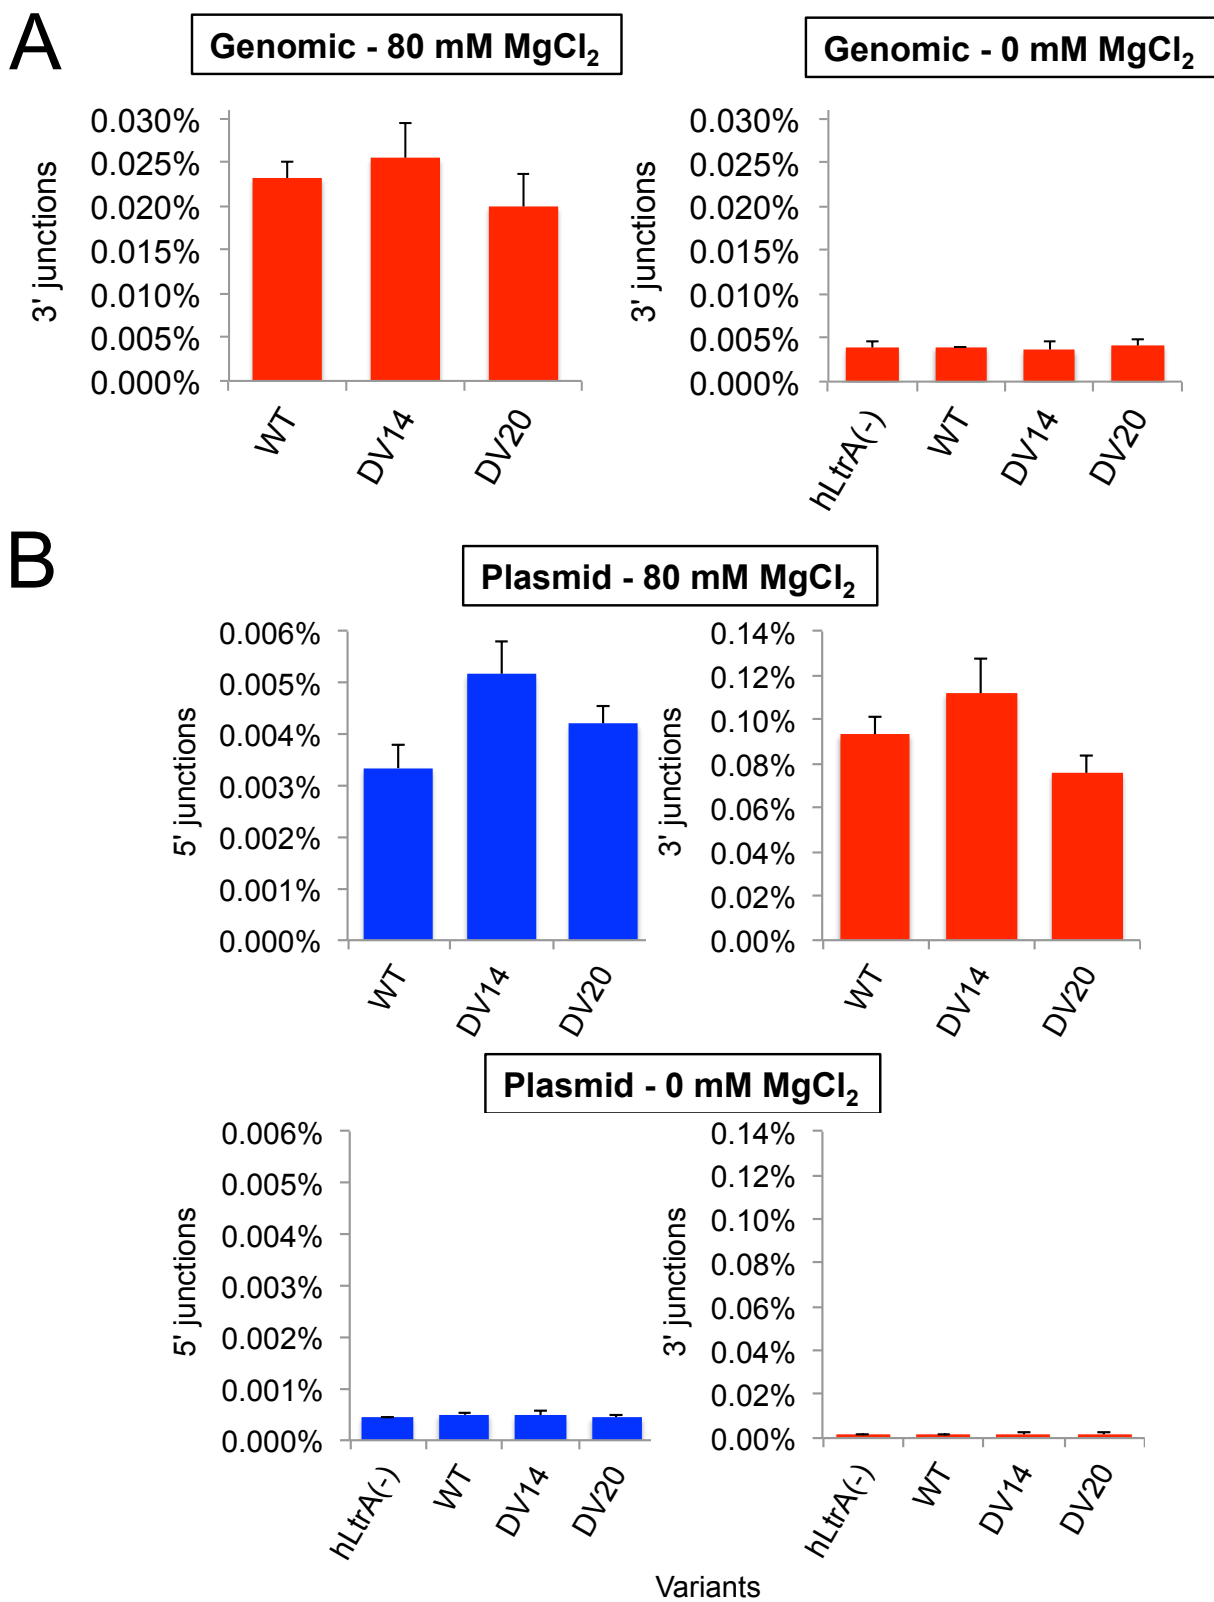 A
Genomic - 80 mM MgCl₂
Genomic - 0 mM MgCl₂
3' junctions
0.030%
0.025%
0.020%
0.015%
0.010%
0.005%
0.000%
WT
DV14
DV20
3' junctions
0.030%
0.025%
0.020%
0.015%
0.010%
0.005%
0.000%
hLtrA(-)
WT
DV14
DV20
B
Plasmid - 80 mM MgCl₂
5' junctions
0.006%
0.005%
0.004%
0.003%
0.002%
0.001%
0.000%
WT
DV14
DV20
3' junctions
0.14%
0.12%
0.10%
0.08%
0.06%
0.04%
0.02%
0.00%
WT
DV14
DV20
Plasmid - 0 mM MgCl₂
5' junctions
0.006%
0.005%
0.004%
0.003%
0.002%
0.001%
0.000%
hLtrA(-)
WT
DV14
DV20
3' junctions
0.14%
0.12%
0.10%
0.08%
0.06%
0.04%
0.02%
0.00%
hLtrA(-)
WT
DV14
DV20
Variants